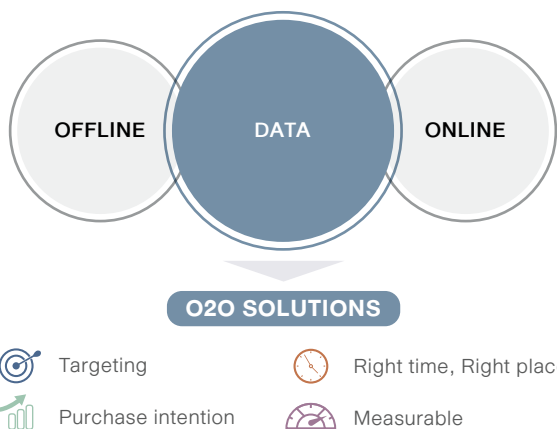 OFFLINE
DATA
ONLINE
O2O SOLUTIONS
Targeting
Right time, Right plac
Purchase intention
Measurable